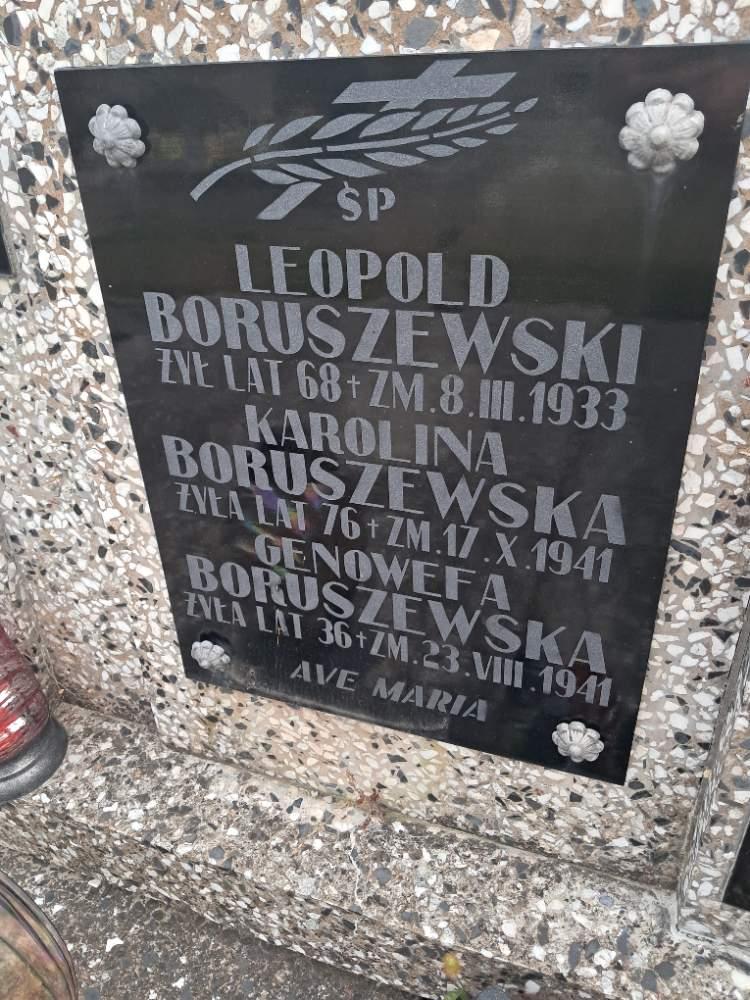 ŚP
LEOPOLD
BORUSZEWSKI
ŻYŁ LAT 68 † ZM. 8. III. 1933
KAROLINA
BORUSZEWSKA
ŻYŁA LAT 76 † ZM. 17. X. 1941
GENOWEFA
BORUSZEWSKA
ŻYŁA LAT 36 † ZM. 23. VIII. 1941
AVE MARIA